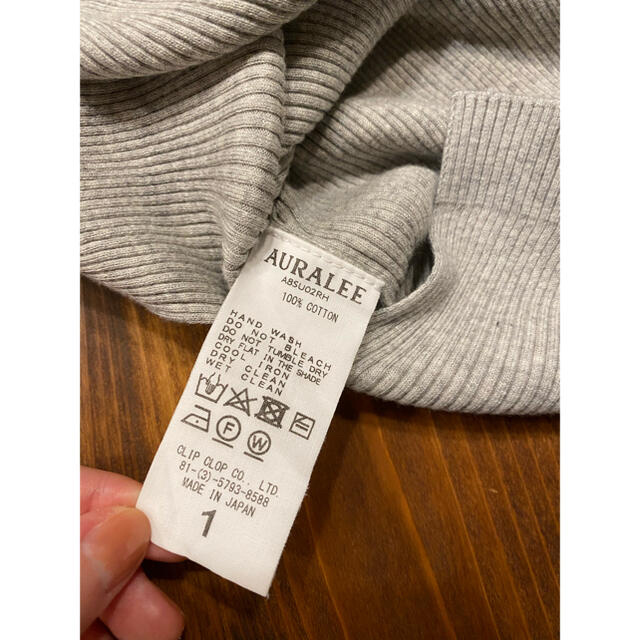 AURALEE
A8SU02RH
100% COTTON
HAND WASH
DO NOT BLEACH
DO NOT TUMBLE DRY
DRY FLAT IN THE SHADE
COOL IRON
DRY CLEAN
WET CLEAN
F W
CLIP CLOP CO., LTD.
81-(3)-5793-8588
MADE IN JAPAN
1